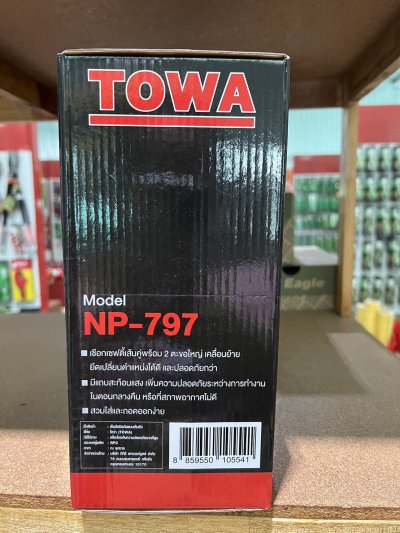 TOWA
Model
NP-797
เชือกเซฟตี้เส้นคู่พร้อม 2 ตะขอใหญ่ เคลื่อนย้าย
ยึดเปลี่ยนตำแหน่งได้ดี และปลอดภัยกว่า
มีแถบสะท้อนแสง เพิ่มความปลอดภัยระหว่างการทำงาน
ในตอนกลางคืน หรือที่สภาพอากาศไม่ดี
สวมใส่และถอดออกง่าย
8 859550 105541
Eagle